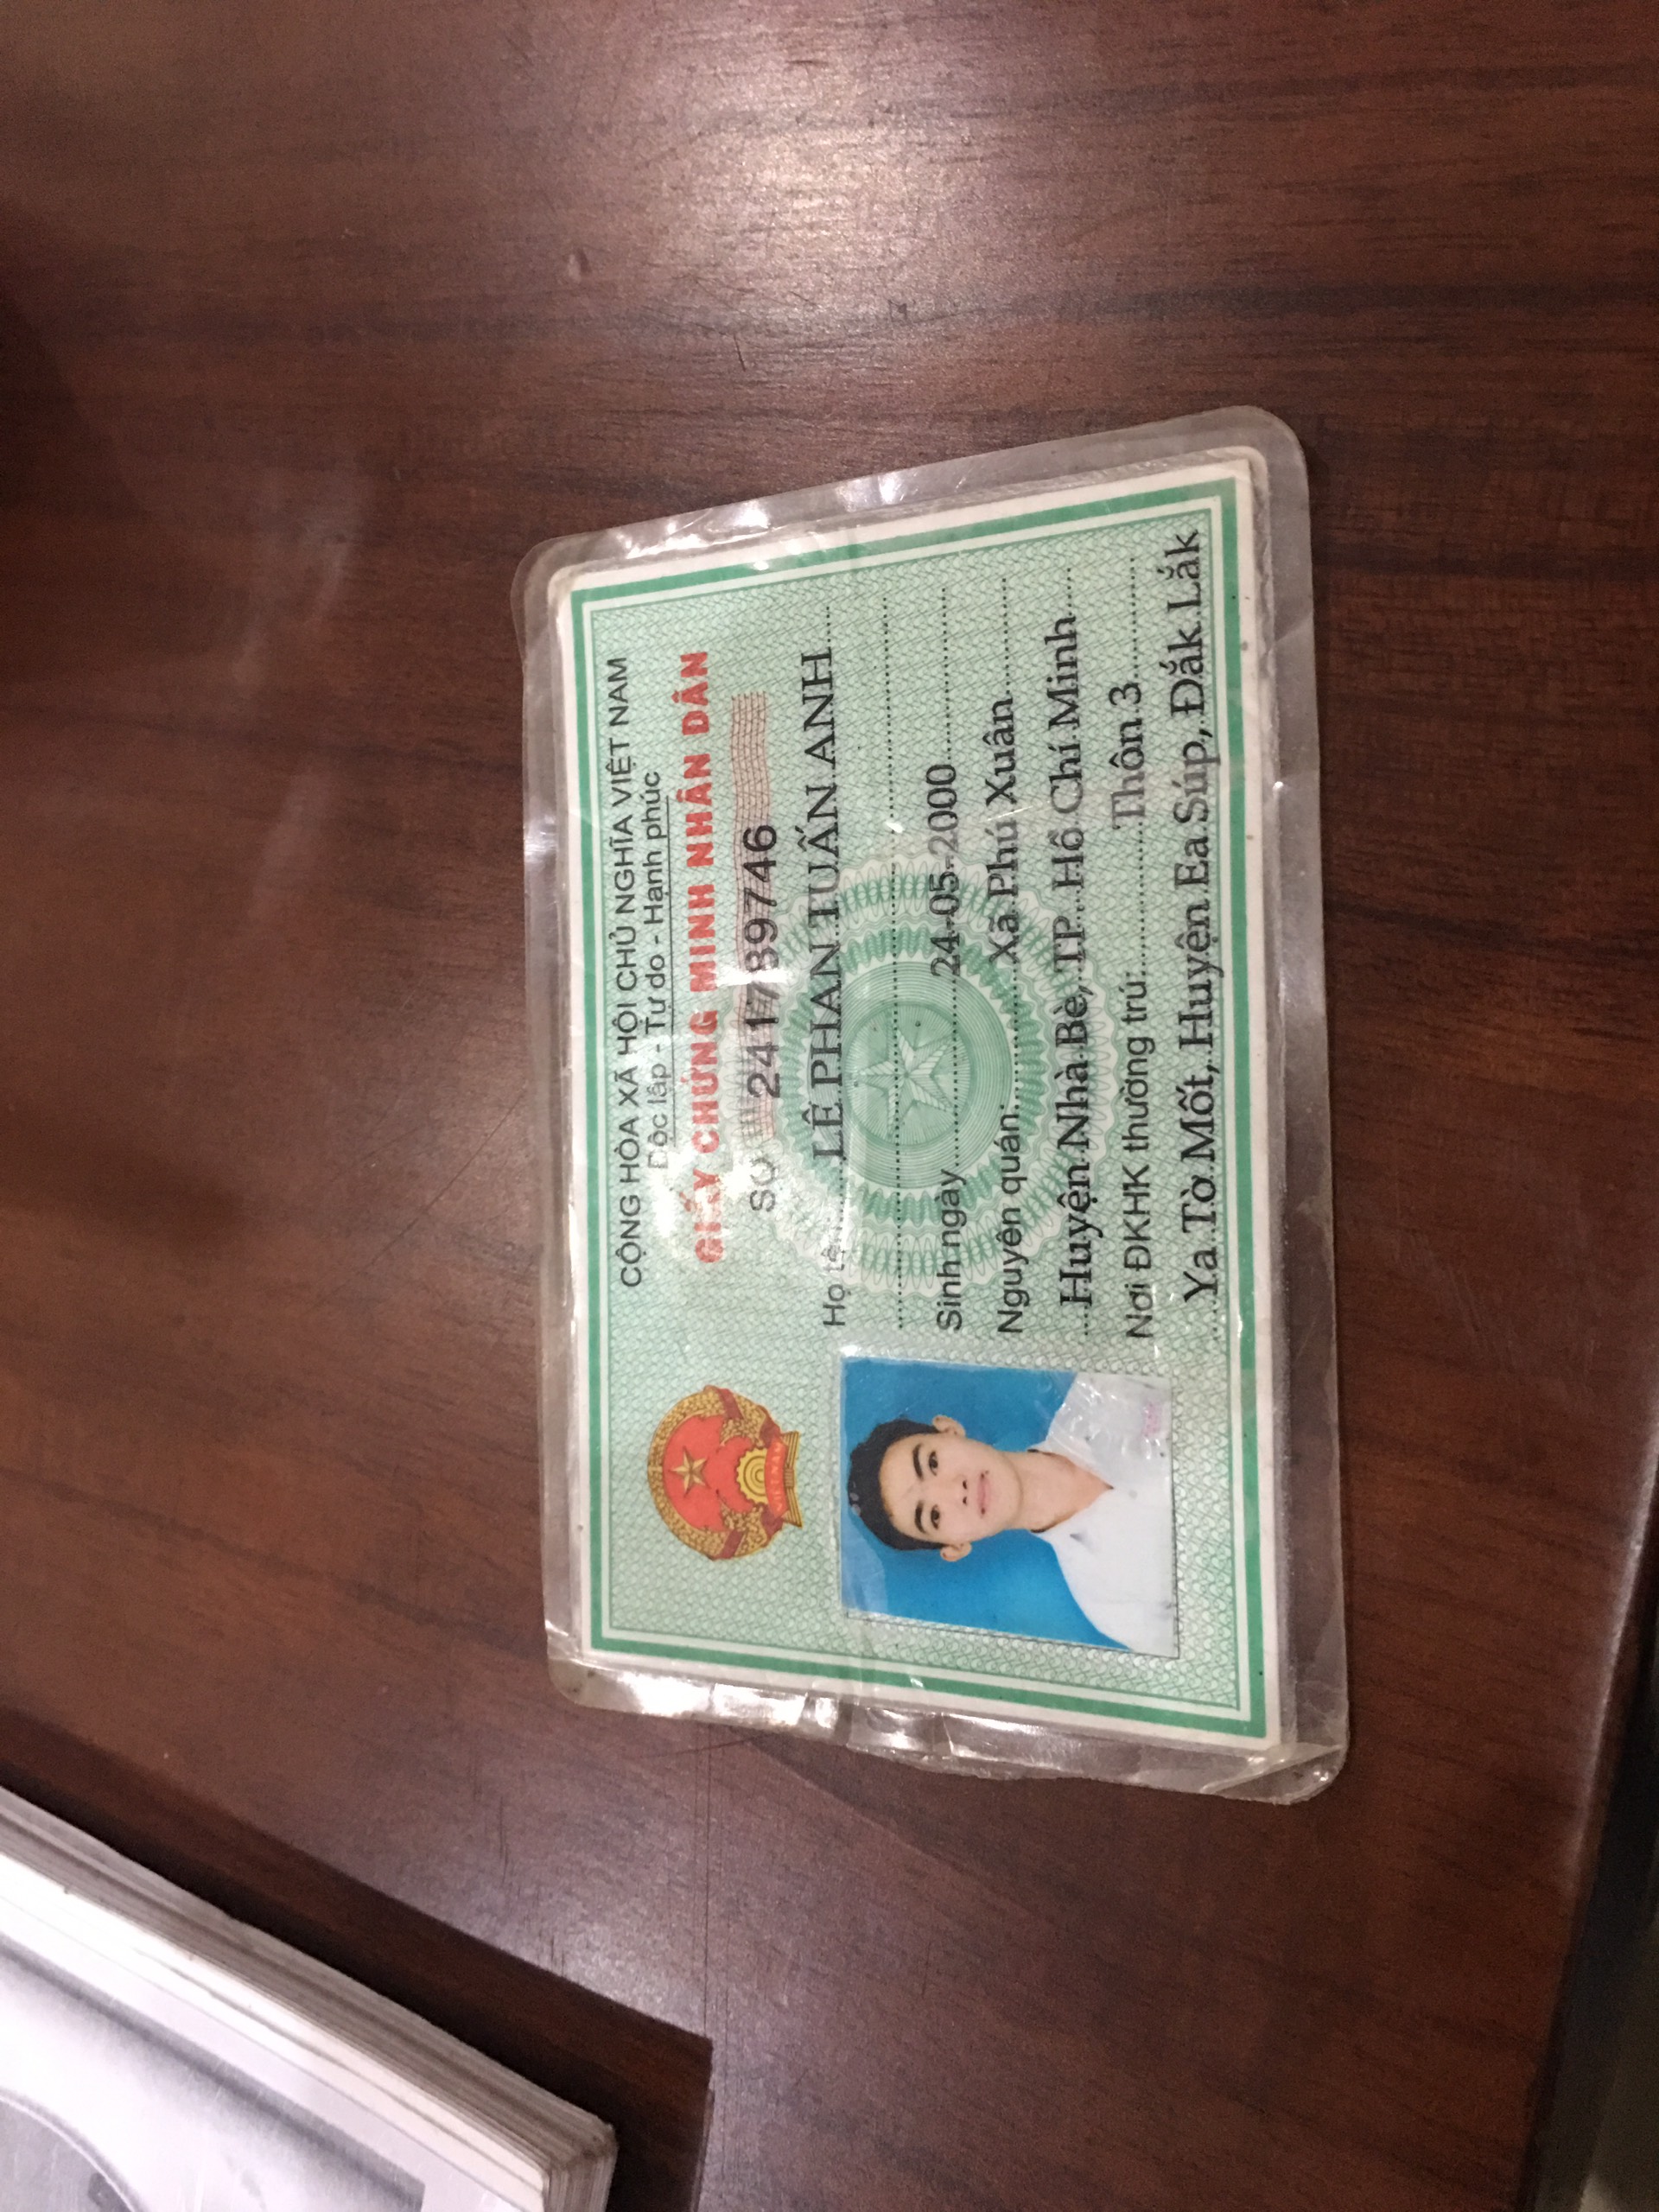 CỘNG HÒA XÃ HỘI CHỦ NGHĨA VIỆT NAM
Độc lập - Tự do - Hạnh phúc
GIẤY CHỨNG MINH NHÂN DÂN
SỐ 241789746
Họ tên LÊ PHAN TUẤN ANH
Sinh ngày 24-05-2000
Nguyên quán: Xã Phú Xuân
Huyện Nhà Bè, TP. Hồ Chí Minh
Nơi ĐKHK thường trú: Thôn 3
Ya Tờ Mốt, Huyện Ea Súp, Đắk Lắk
VIỆT NAM